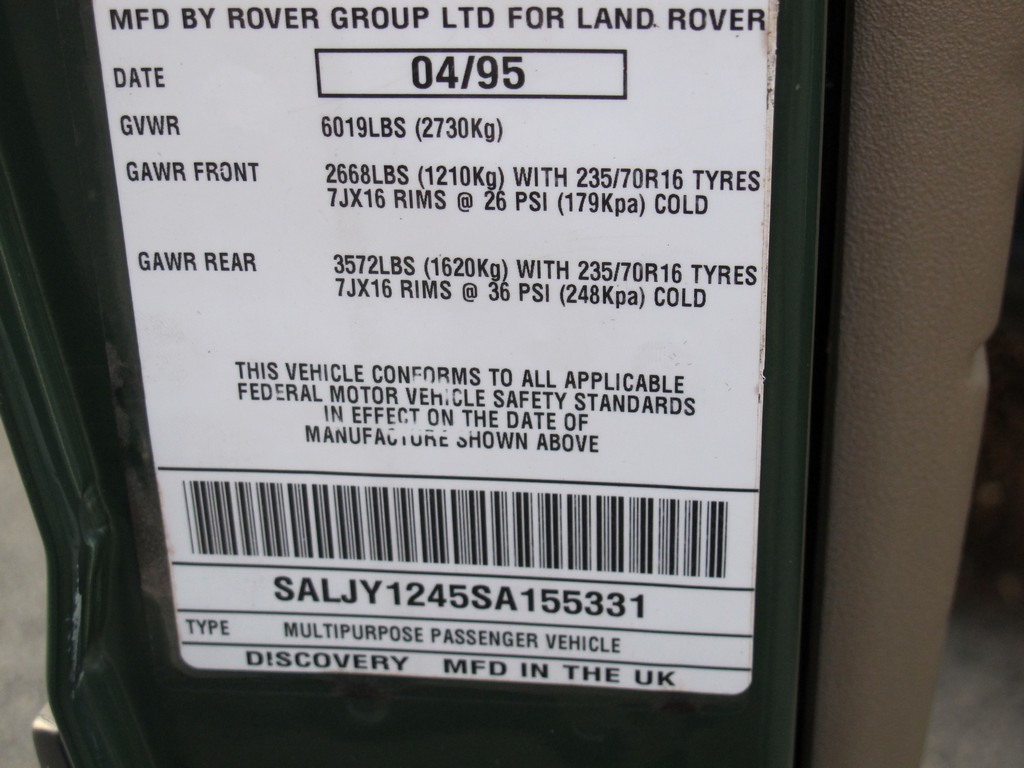 MFD BY ROVER GROUP LTD FOR LAND ROVER
DATE 04/95
GVWR 6019LBS (2730Kg)
GAWR FRONT 2668LBS (1210Kg) WITH 235/70R16 TYRES
7JX16 RIMS @ 26 PSI (179Kpa) COLD
GAWR REAR 3572LBS (1620Kg) WITH 235/70R16 TYRES
7JX16 RIMS @ 36 PSI (248Kpa) COLD
THIS VEHICLE CONFORMS TO ALL APPLICABLE
FEDERAL MOTOR VEHICLE SAFETY STANDARDS
IN EFFECT ON THE DATE OF
MANUFACTURE SHOWN ABOVE
SALJY1245SA155331
TYPE MULTIPURPOSE PASSENGER VEHICLE
DISCOVERY MFD IN THE UK